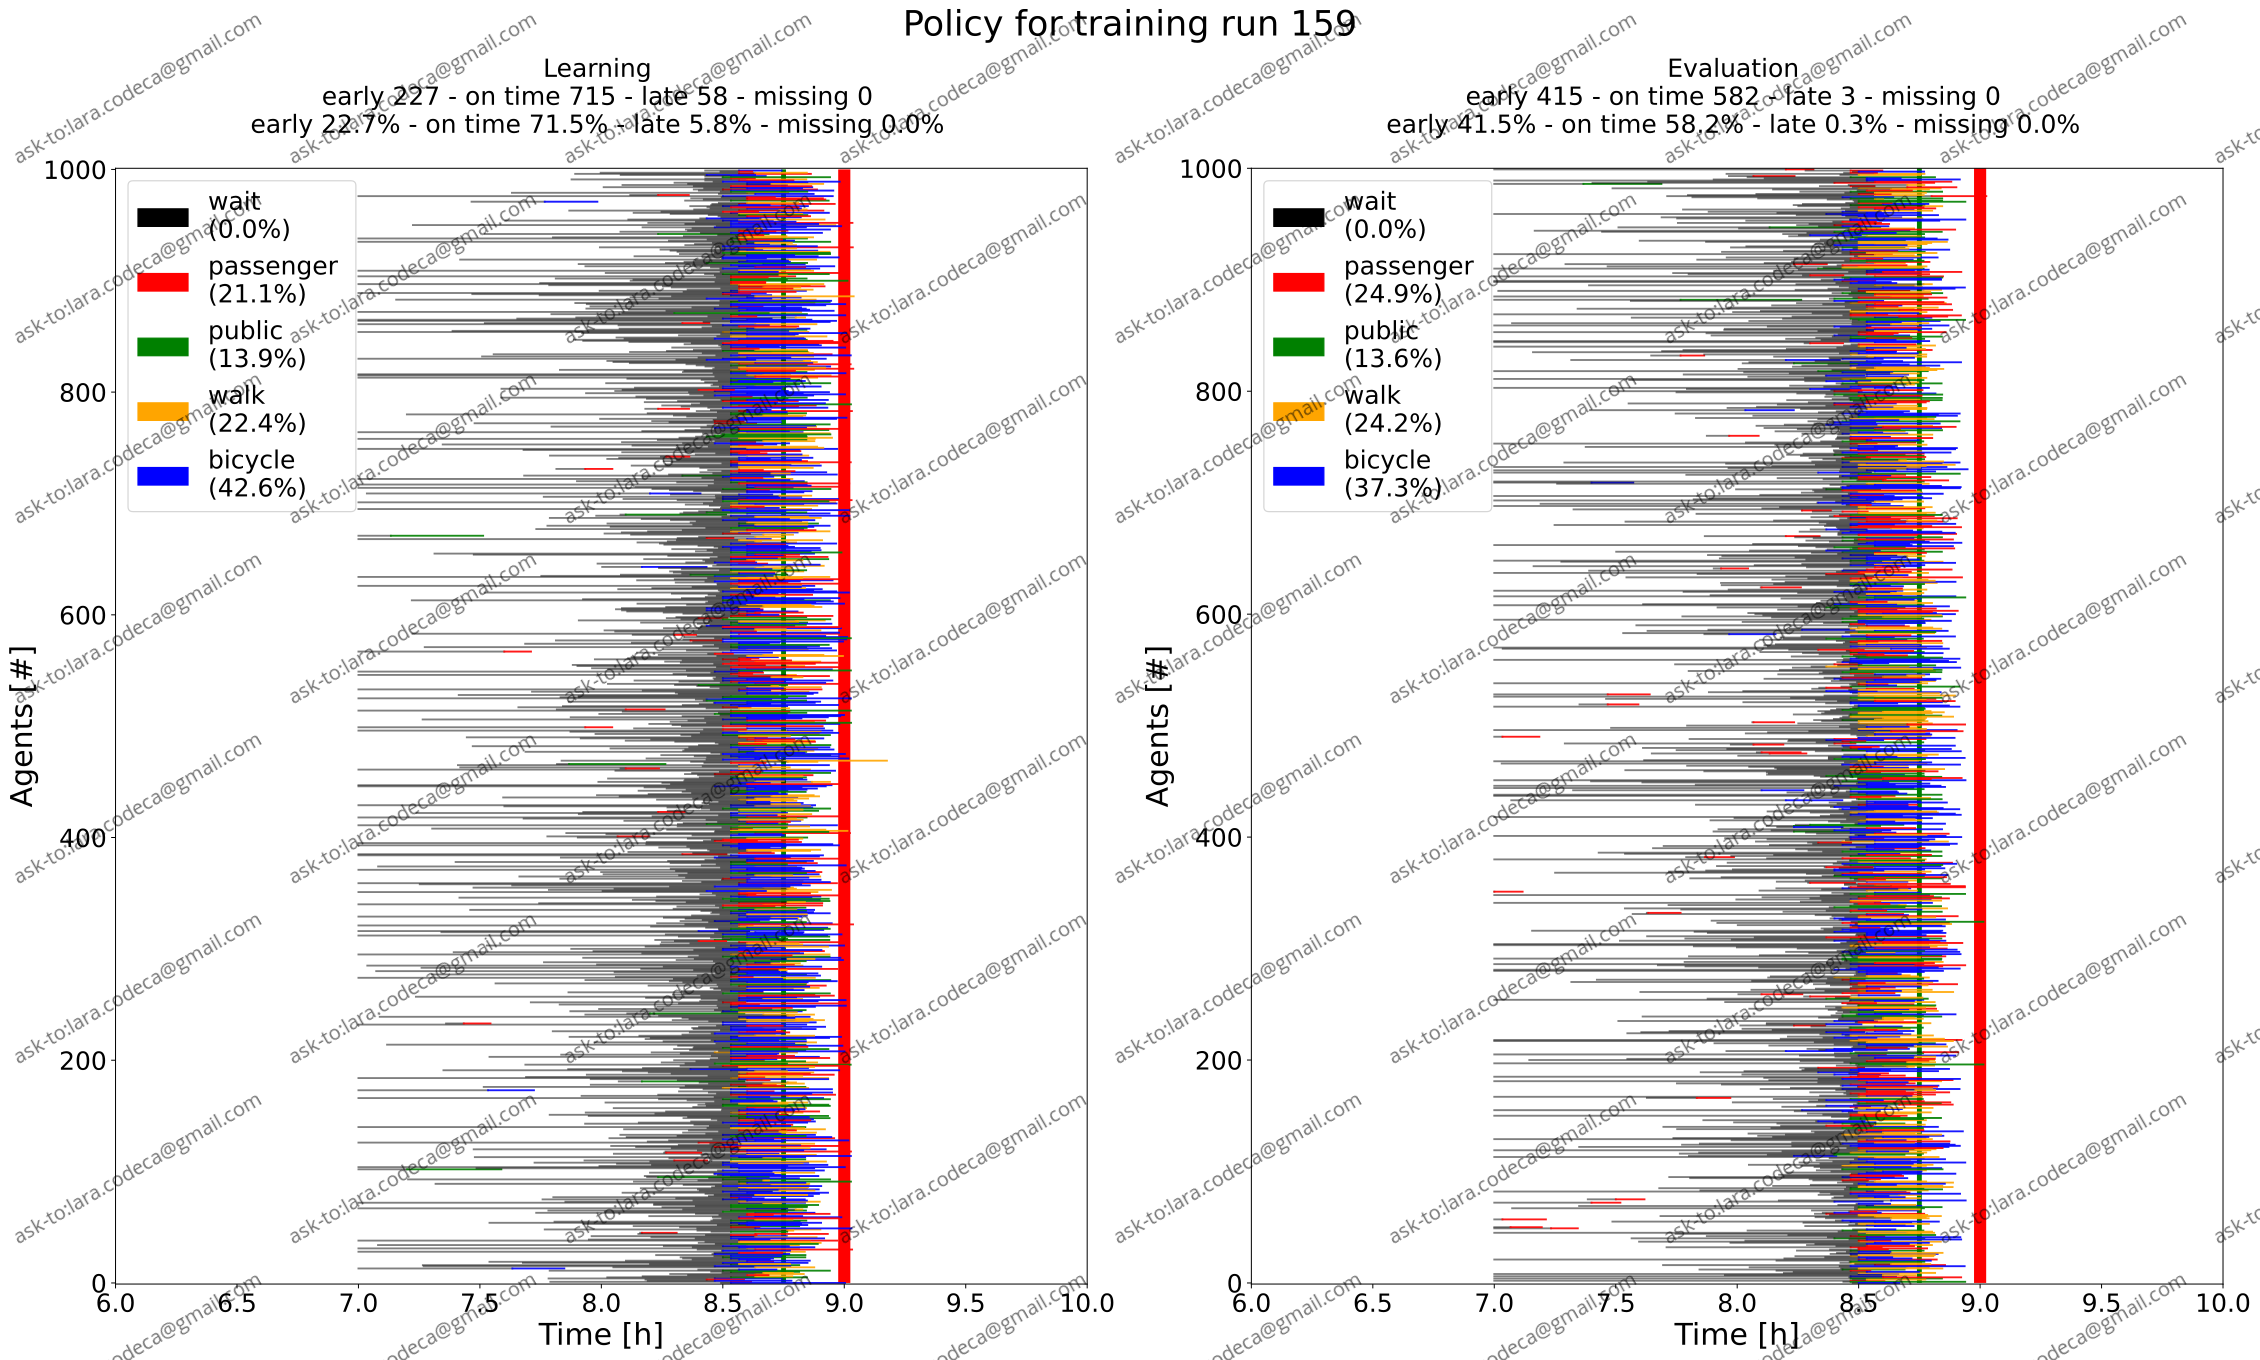 Policy for training run 159
Learning
early 227 - on time 715 - late 58 - missing 0
early 22.7% - on time 71.5% - late 5.8% - missing 0.0%
1000
800
600
400
200
0
Agents [#]
wait
(0.0%)
passenger
(21.1%)
public
(13.9%)
walk
(22.4%)
bicycle
(42.6%)
6.0 6.5 7.0 7.5 8.0 8.5 9.0 9.5 10.0
Time [h]
Evaluation
early 415 - on time 582 - late 3 - missing 0
early 41.5% - on time 58.2% - late 0.3% - missing 0.0%
1000
800
600
400
200
0
Agents [#]
wait
(0.0%)
passenger
(24.9%)
public
(13.6%)
walk
(24.2%)
bicycle
(37.3%)
6.0 6.5 7.0 7.5 8.0 8.5 9.0 9.5 10.0
Time [h]
ask-to:lara.codeca@gmail.com